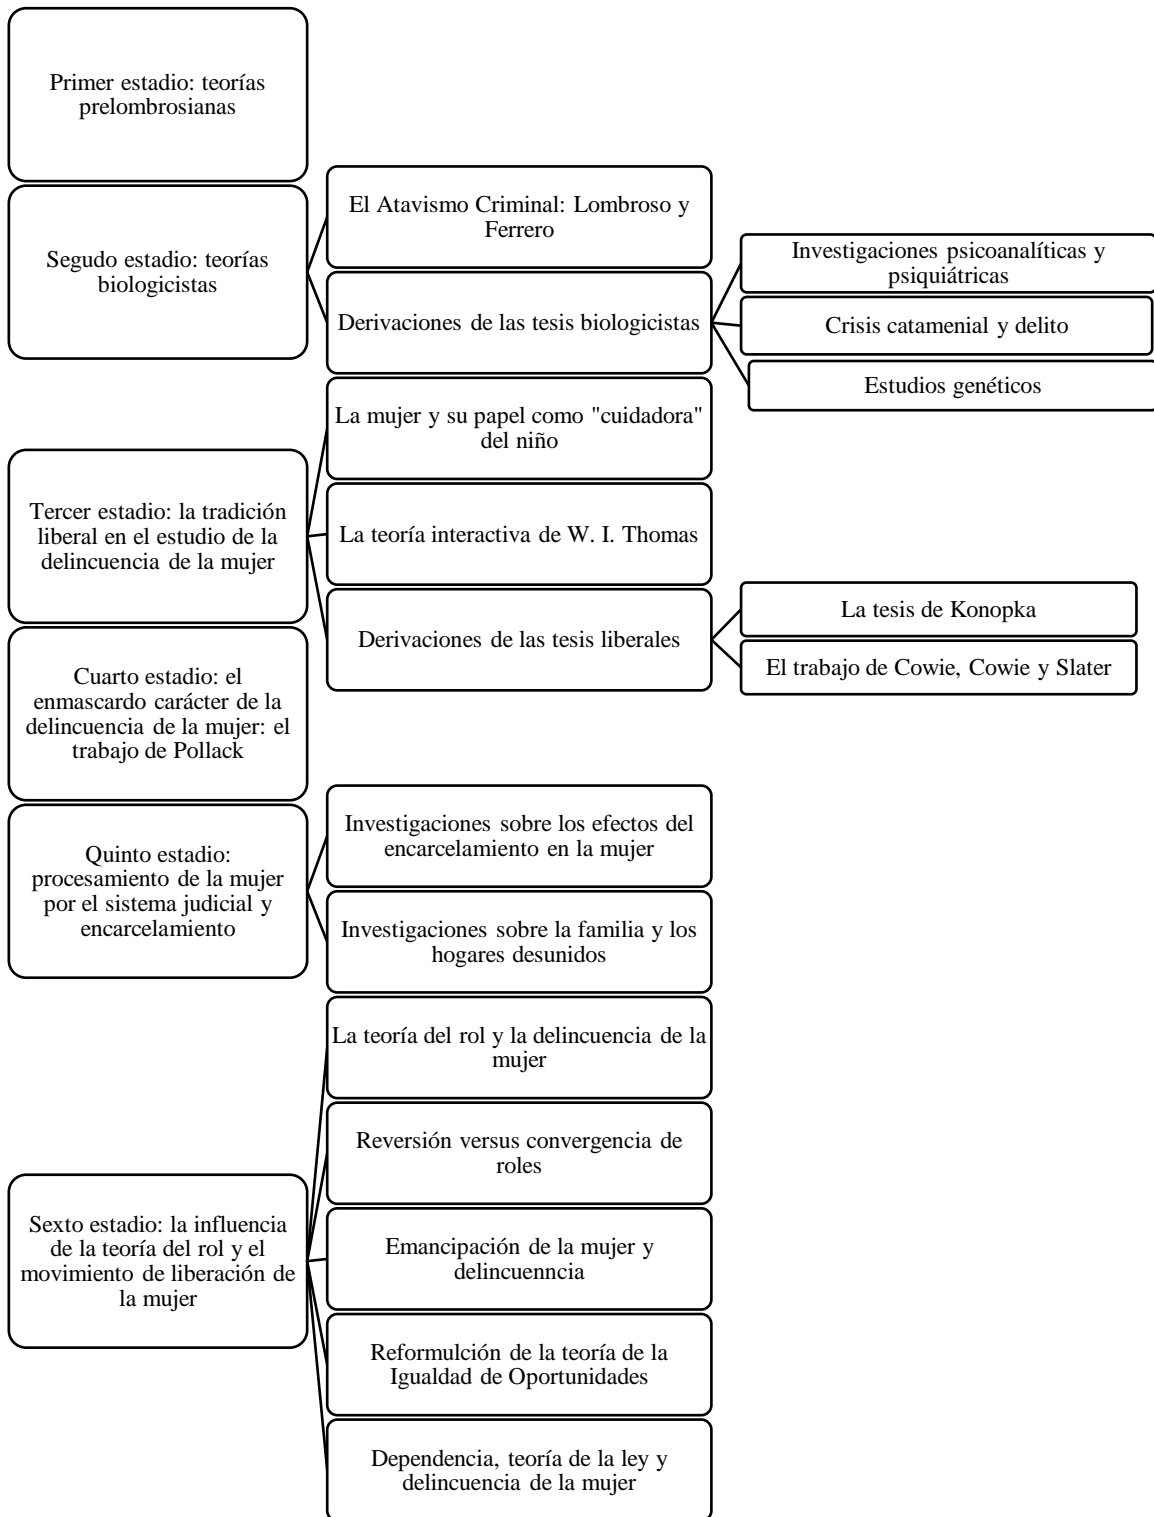 Primer estadio: teorías
prelombrosianas
Segudo estadio: teorías
biologicistas
El Atavismo Criminal: Lombroso y
Ferrero
Derivaciones de las tesis biologicistas
Investigaciones psicoanalíticas y
psiquiátricas
Crisis catamenial y delito
Estudios genéticos
Tercer estadio: la tradición
liberal en el estudio de la
delincuencia de la mujer
La mujer y su papel como "cuidadora"
del niño
La teoría interactiva de W. I. Thomas
Derivaciones de las tesis liberales
La tesis de Konopka
El trabajo de Cowie, Cowie y Slater
Cuarto estadio: el
enmascardo carácter de la
delincuencia de la mujer: el
trabajo de Pollack
Quinto estadio:
procesamiento de la mujer
por el sistema judicial y
encarcelamiento
Investigaciones sobre los efectos del
encarcelamiento en la mujer
Investigaciones sobre la familia y los
hogares desunidos
Sexto estadio: la influencia
de la teoría del rol y el
movimiento de liberación de
la mujer
La teoría del rol y la delincuencia de la
mujer
Reversión versus convergencia de
roles
Emancipación de la mujer y
delincuenncia
Reformulción de la teoría de la
Igualdad de Oportunidades
Dependencia, teoría de la ley y
delincuencia de la mujer